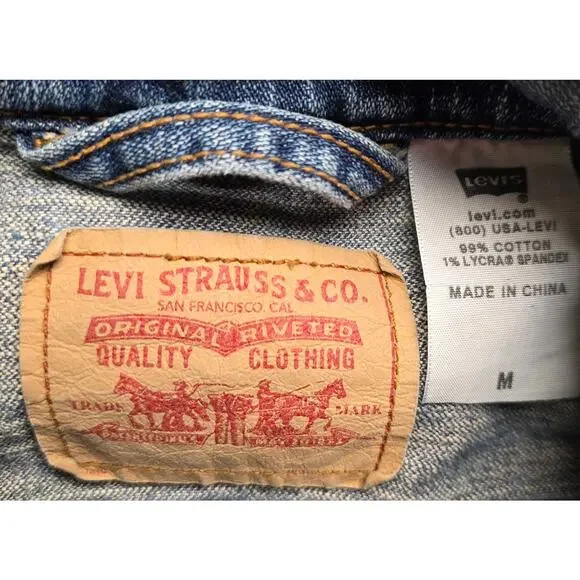 LEVI STRAUSS & CO.
SAN FRANCISCO. CAL
ORIGINAL RIVETED
QUALITY CLOTHING
TRADE MARK
LEVI'S
®
levi.com
(800) USA-LEVI
99% COTTON
1% LYCRA® SPANDEX
MADE IN CHINA
M